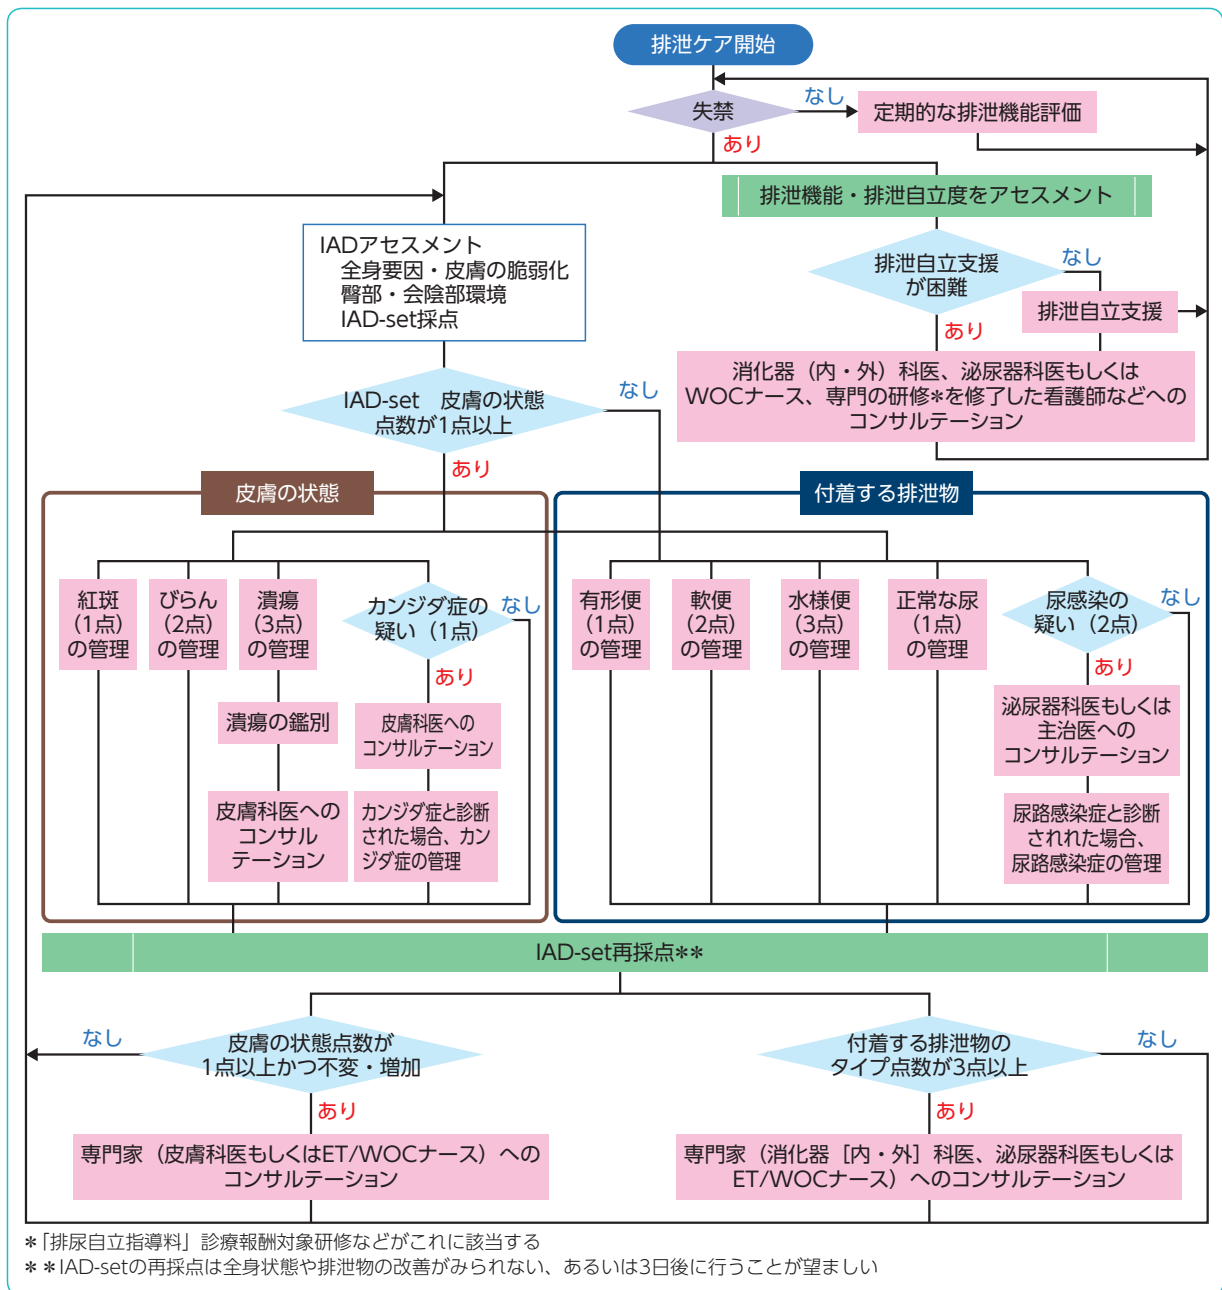 排泄ケア開始
失禁
なし
定期的な排泄機能評価
あり
排泄機能・排泄自立度をアセスメント
IADアセスメント
全身要因・皮膚の脆弱化
臀部・会陰部環境
IAD-set採点
排泄自立支援
が困難
なし
排泄自立支援
あり
消化器（内・外）科医、泌尿器科医もしくは
WOCナース、専門の研修＊を修了した看護師などへの
コンサルテーション
IAD-set　皮膚の状態
点数が1点以上
なし
あり
皮膚の状態
付着する排泄物
紅斑
（1点）
の管理
びらん
（2点）
の管理
潰瘍
（3点）
の管理
カンジダ症の
疑い（1点）
なし
あり
潰瘍の鑑別
皮膚科医への
コンサルテーション
皮膚科医への
コンサル
テーション
カンジダ症と診断
された場合、カン
ジダ症の管理
有形便
（1点）
の管理
軟便
（2点）
の管理
水様便
（3点）
の管理
正常な尿
（1点）
の管理
尿感染の
疑い（2点）
なし
あり
泌尿器科医もしくは
主治医への
コンサルテーション
尿路感染症と診断
されれた場合、
尿路感染症の管理
IAD-set再採点＊＊
なし
皮膚の状態点数が
1点以上かつ不変・増加
あり
専門家（皮膚科医もしくはET/WOCナース）への
コンサルテーション
付着する排泄物の
タイプ点数が3点以上
なし
あり
専門家（消化器［内・外］科医、泌尿器科医もしくは
ET/WOCナース）へのコンサルテーション
＊「排尿自立指導料」診療報酬対象研修などがこれに該当する
＊＊IAD-setの再採点は全身状態や排泄物の改善がみられない、あるいは3日後に行うことが望ましい